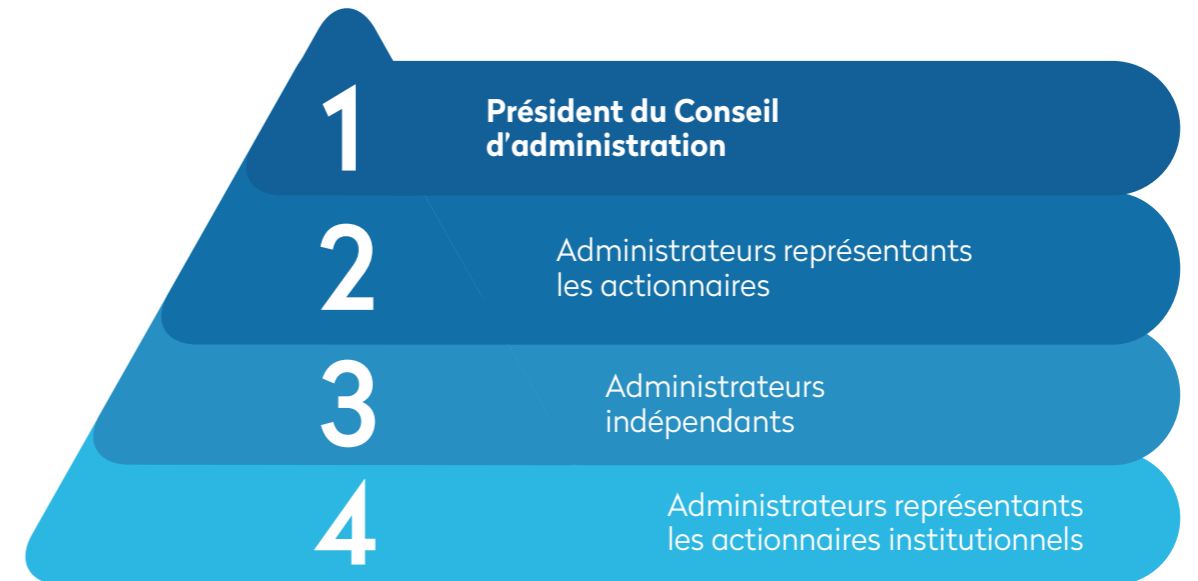 1
Président du Conseil
d'administration
2
Administrateurs représentants
les actionnaires
3
Administrateurs
indépendants
4
Administrateurs représentants
les actionnaires institutionnels